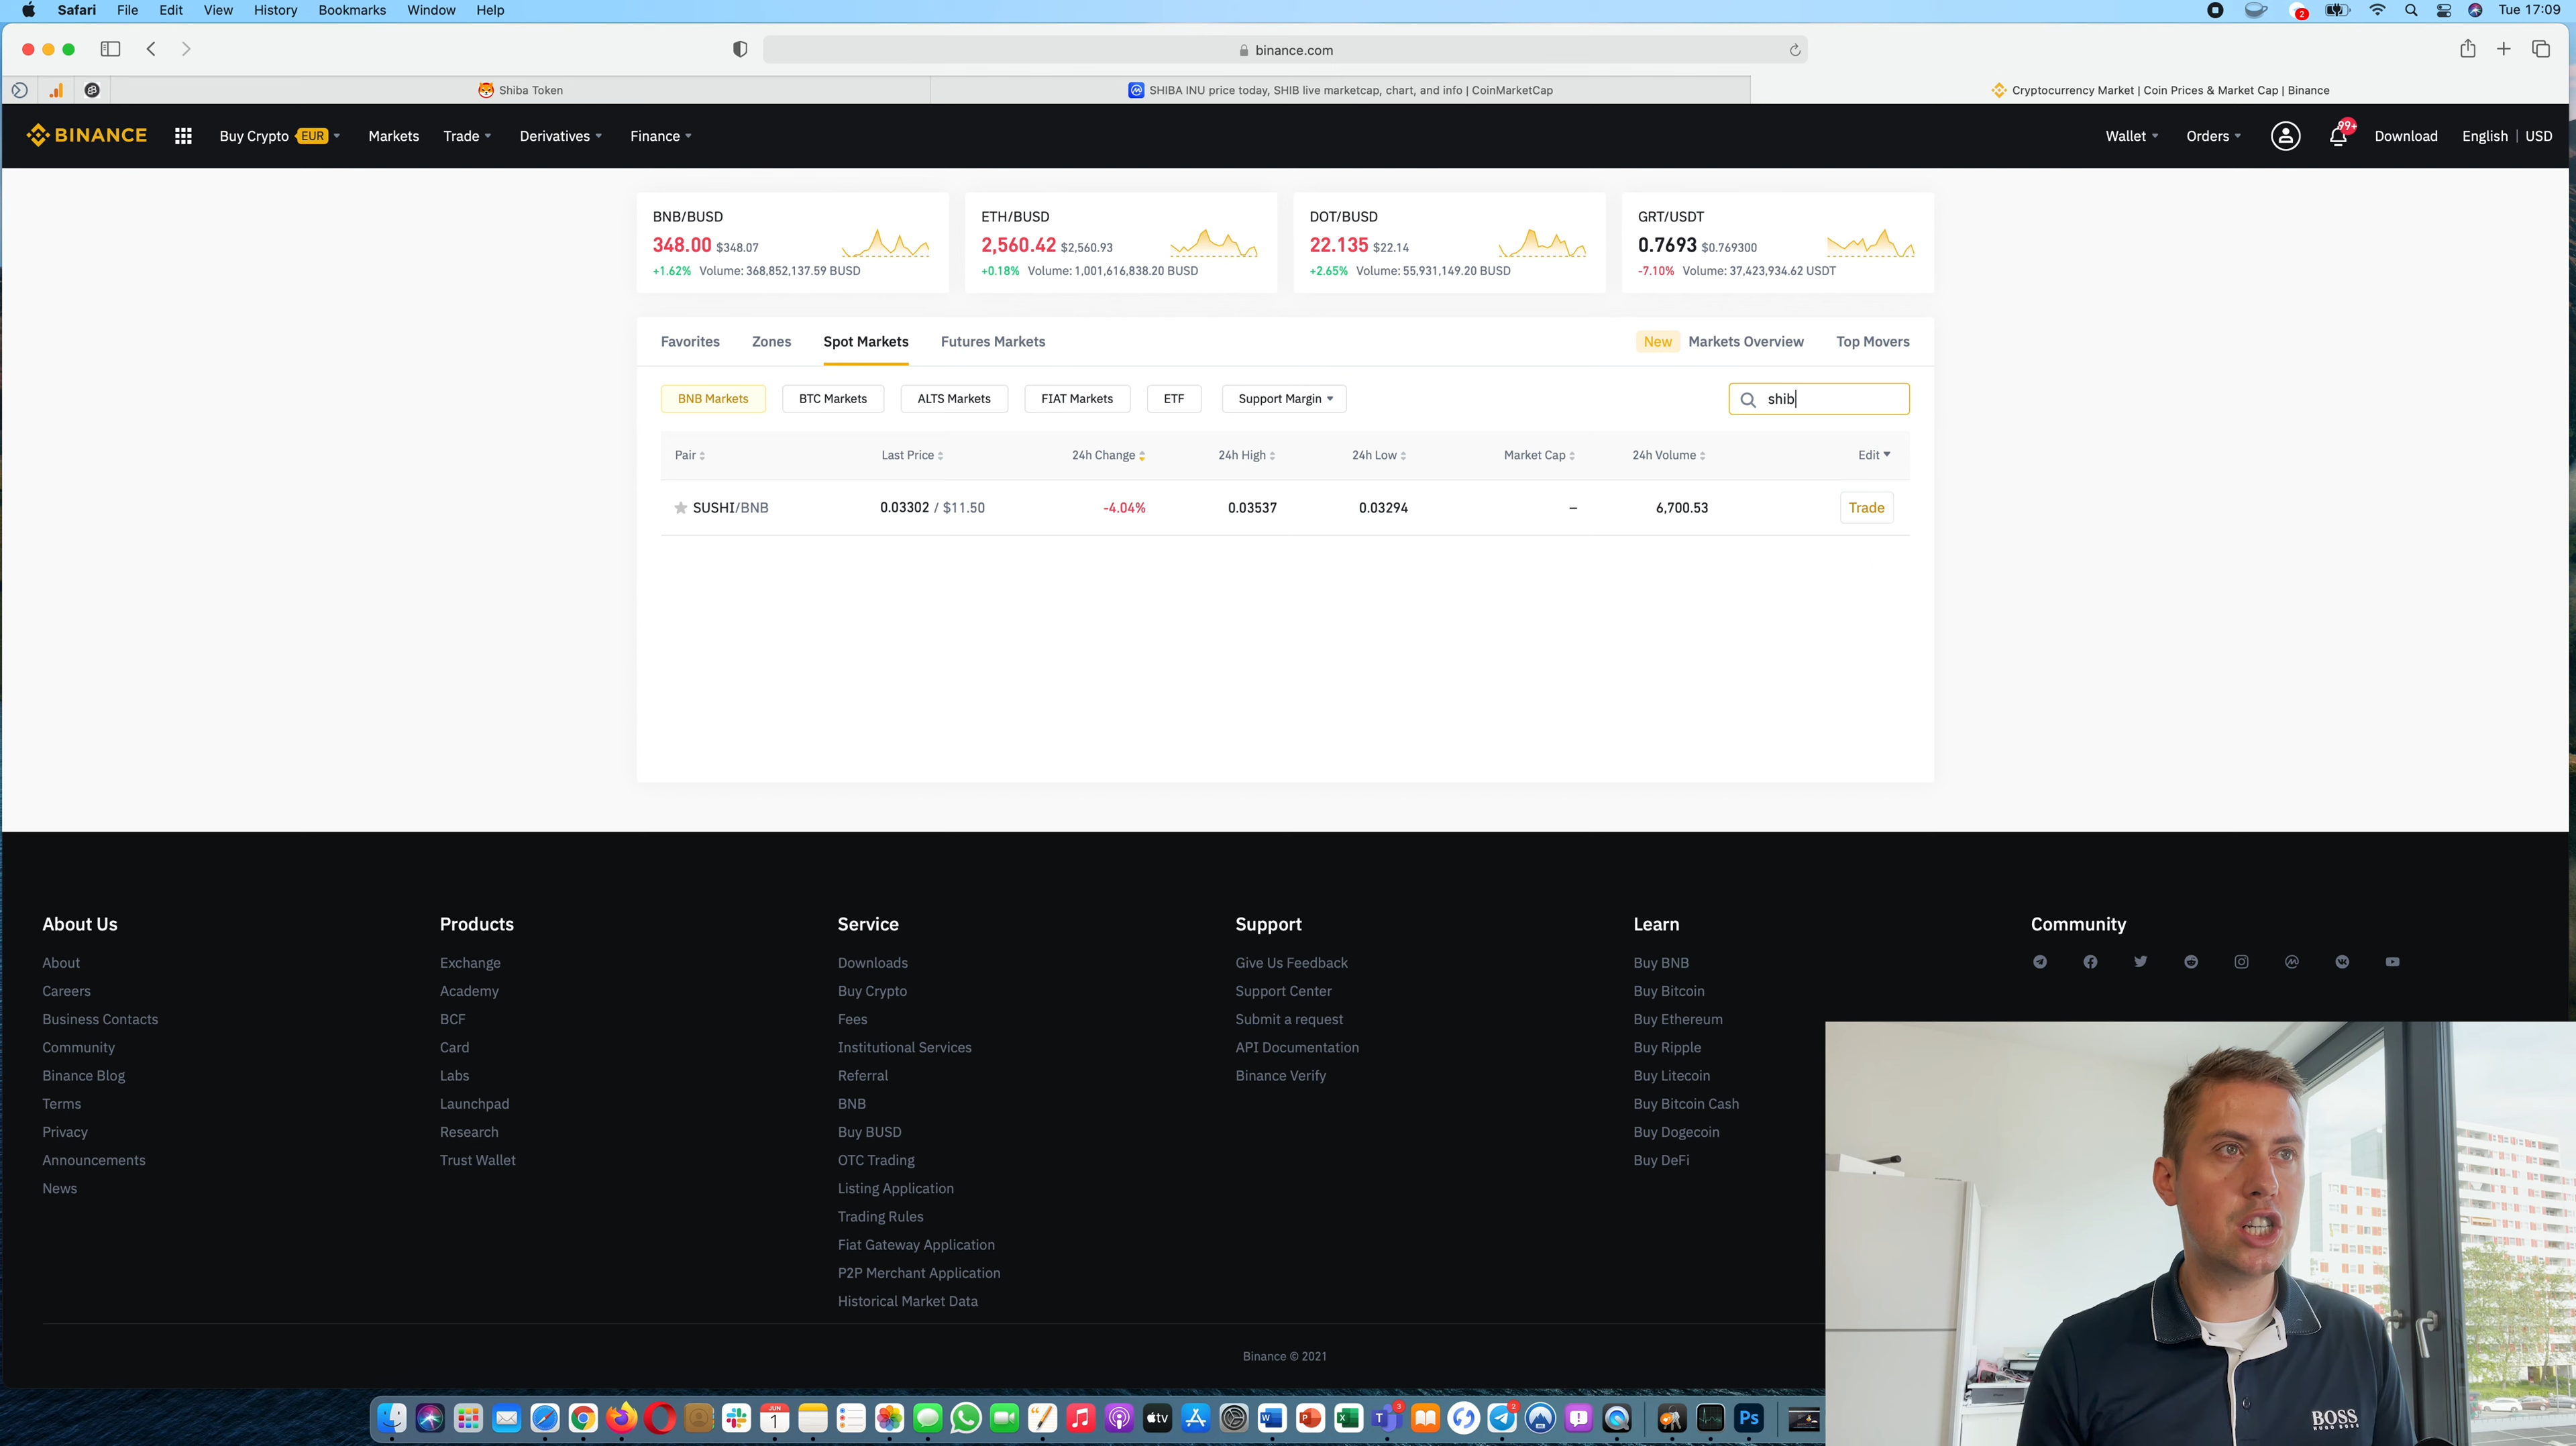 Safari File Edit View History Bookmarks Window Help
2
Tue 17:09
binance.com
Shiba Token
SHIBA INU price today, SHIB live marketcap, chart, and info | CoinMarketCap
Cryptocurrency Market | Coin Prices & Market Cap | Binance
BINANCE Buy Crypto EUR Markets Trade Derivatives Finance
Wallet Orders 99+ Download English | USD
BNB/BUSD
348.00 $348.07
+1.62% Volume: 368,852,137.59 BUSD
ETH/BUSD
2,560.42 $2,560.93
+0.18% Volume: 1,001,616,838.20 BUSD
DOT/BUSD
22.135 $22.14
+2.65% Volume: 55,931,149.20 BUSD
GRT/USDT
0.7693 $0.769300
-7.10% Volume: 37,423,934.62 USDT
Favorites Zones Spot Markets Futures Markets
New Markets Overview Top Movers
BNB Markets BTC Markets ALTS Markets FIAT Markets ETF Support Margin
shib
Pair Last Price 24h Change 24h High 24h Low Market Cap 24h Volume Edit
SUSHI/BNB 0.03302 / $11.50 -4.04% 0.03537 0.03294 – 6,700.53 Trade
About Us
About
Careers
Business Contacts
Community
Binance Blog
Terms
Privacy
Announcements
News
Products
Exchange
Academy
BCF
Card
Labs
Launchpad
Research
Trust Wallet
Service
Downloads
Buy Crypto
Fees
Institutional Services
Referral
BNB
Buy BUSD
OTC Trading
Listing Application
Trading Rules
Fiat Gateway Application
P2P Merchant Application
Historical Market Data
Support
Give Us Feedback
Support Center
Submit a request
API Documentation
Binance Verify
Learn
Buy BNB
Buy Bitcoin
Buy Ethereum
Buy Ripple
Buy Litecoin
Buy Bitcoin Cash
Buy Dogecoin
Buy DeFi
Community
Binance © 2021
JUN
1
tv
W
P
X
T
3
2
Ps
BOSS
HUGO BOSS